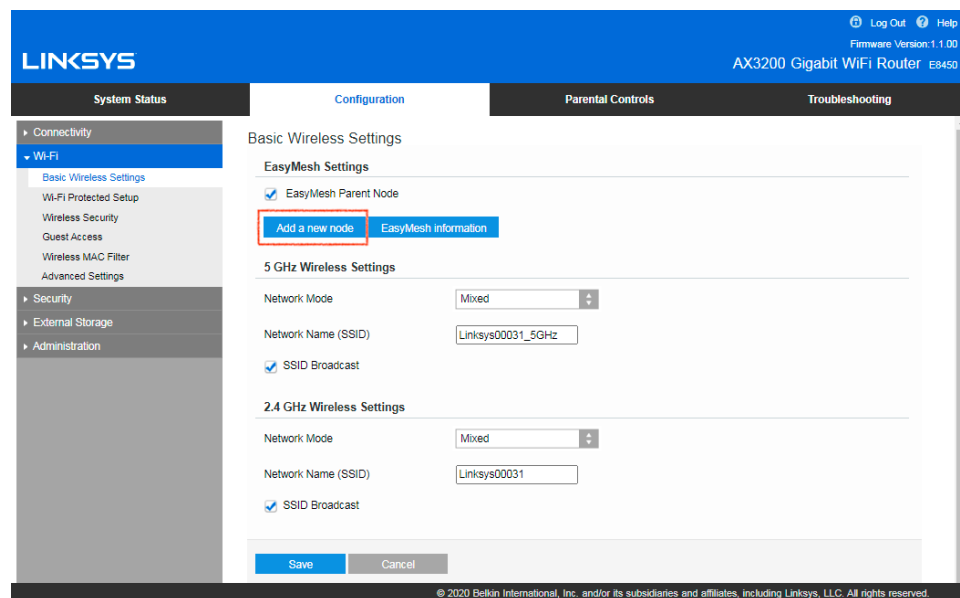 Log Out Help
Firmware Version:1.1.00
LINKSYS
AX3200 Gigabit WiFi Router E8450
System Status Configuration Parental Controls Troubleshooting
Connectivity
Wi-Fi
Basic Wireless Settings
Wi-Fi Protected Setup
Wireless Security
Guest Access
Wireless MAC Filter
Advanced Settings
Security
External Storage
Administration
Basic Wireless Settings
EasyMesh Settings
EasyMesh Parent Node
Add a new node EasyMesh information
5 GHz Wireless Settings
Network Mode Mixed
Network Name (SSID) Linksys00031_5GHz
SSID Broadcast
2.4 GHz Wireless Settings
Network Mode Mixed
Network Name (SSID) Linksys00031
SSID Broadcast
Save Cancel
© 2020 Belkin International, Inc. and/or its subsidiaries and affiliates, including Linksys, LLC. All rights reserved.